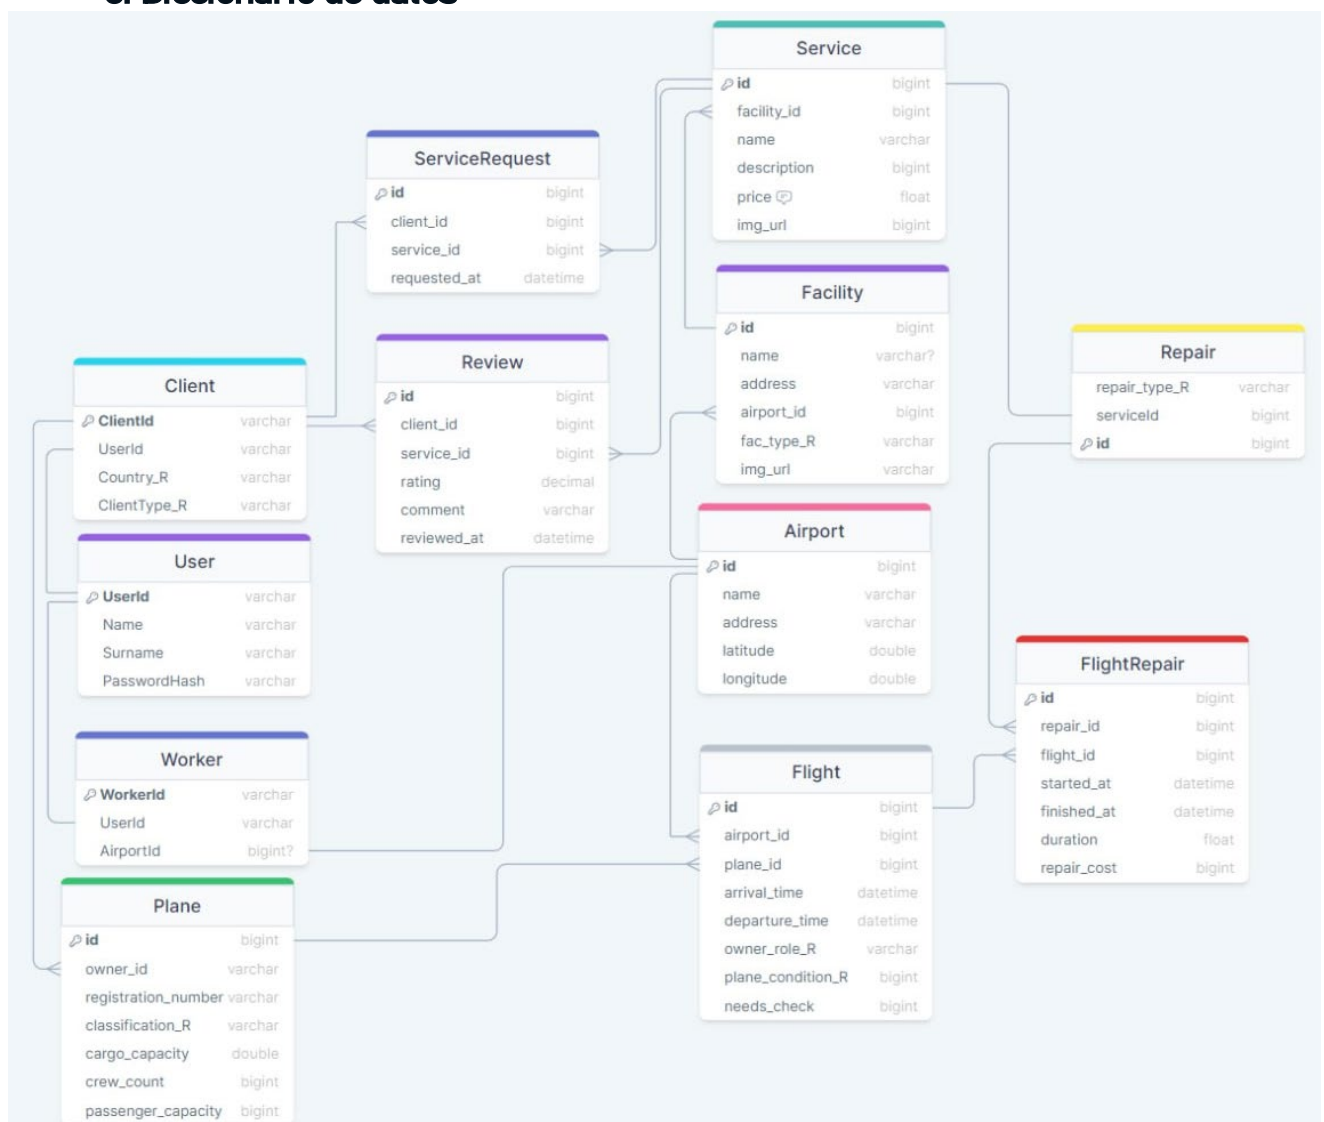 Diccionario de datos
Service
id bigint
facility_id bigint
name varchar
description bigint
price float
img_url bigint
ServiceRequest
id bigint
client_id bigint
service_id bigint
requested_at datetime
Facility
id bigint
name varchar?
address varchar
airport_id bigint
fac_type_R varchar
img_url varchar
Repair
repair_type_R varchar
serviceId bigint
id bigint
Review
id bigint
client_id bigint
service_id bigint
rating decimal
comment varchar
reviewed_at datetime
Client
ClientId varchar
UserId varchar
Country_R varchar
ClientType_R varchar
Airport
id bigint
name varchar
address varchar
latitude double
longitude double
User
UserId varchar
Name varchar
Surname varchar
PasswordHash varchar
FlightRepair
id bigint
repair_id bigint
flight_id bigint
started_at datetime
finished_at datetime
duration float
repair_cost bigint
Worker
WorkerId varchar
UserId varchar
AirportId bigint?
Flight
id bigint
airport_id bigint
plane_id bigint
arrival_time datetime
departure_time datetime
owner_role_R varchar
plane_condition_R bigint
needs_check bigint
Plane
id bigint
owner_id varchar
registration_number varchar
classification_R varchar
cargo_capacity double
crew_count bigint
passenger_capacity bigint